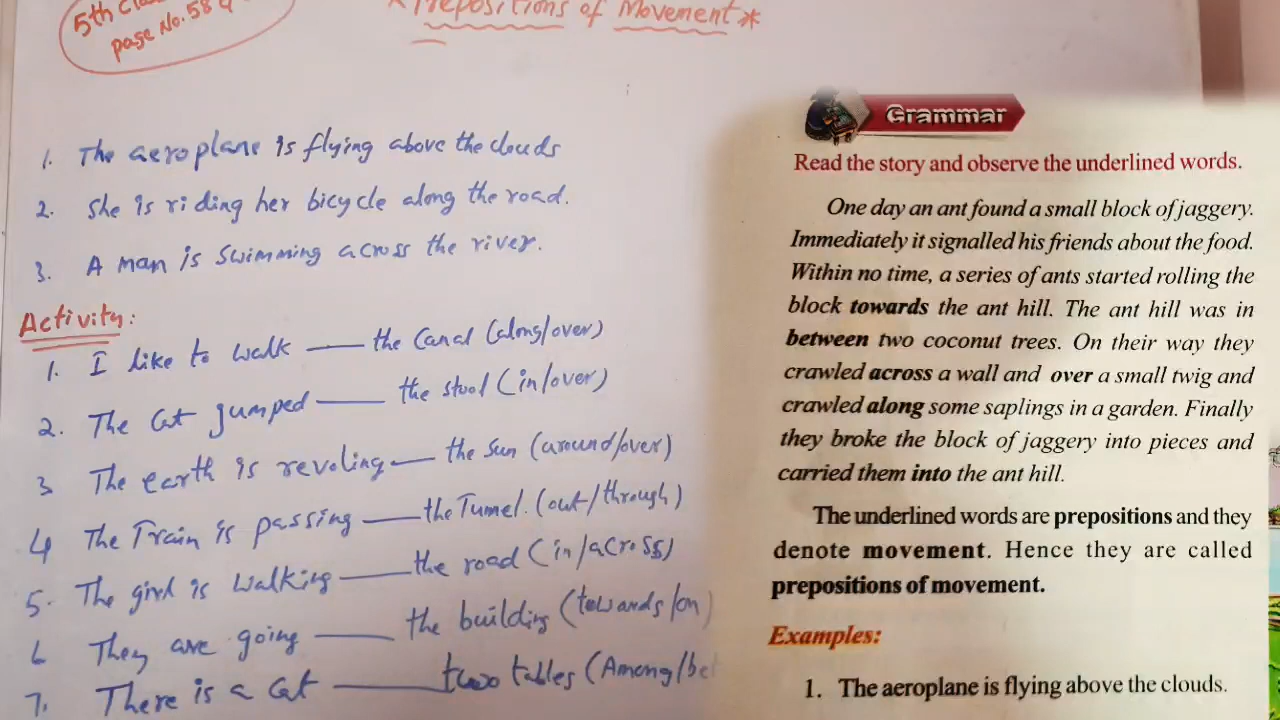 5th Cla
page No. 58
*Prepositions of Movement*
1. The aeroplane is flying above the clouds
2. She is riding her bicycle along the road.
3. A man is swimming across the river.
Activity:
1. I like to walk ___ the Canal (along/over)
2. The Cat jumped ___ the stool (in/over)
3 The earth is revoling ___ the Sun (around/over)
4 The Train is passing ___ the Tunnel. (out/through)
5. The girl is walking ___ the road (in/across)
6 They are going ___ the building (towards/on)
7. There is a Cat ___ two tables (Among/bet
Grammar
Read the story and observe the underlined words.
One day an ant found a small block of jaggery.
Immediately it signalled his friends about the food.
Within no time, a series of ants started rolling the
block towards the ant hill. The ant hill was in
between two coconut trees. On their way they
crawled across a wall and over a small twig and
crawled along some saplings in a garden. Finally
they broke the block of jaggery into pieces and
carried them into the ant hill.
The underlined words are prepositions and they
denote movement. Hence they are called
prepositions of movement.
Examples:
1. The aeroplane is flying above the clouds.